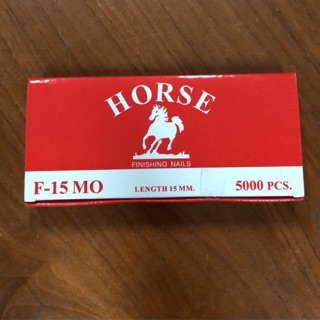 HORSE
FINISHING NAILS
F-15 MO LENGTH 15 MM. 5000 PCS.